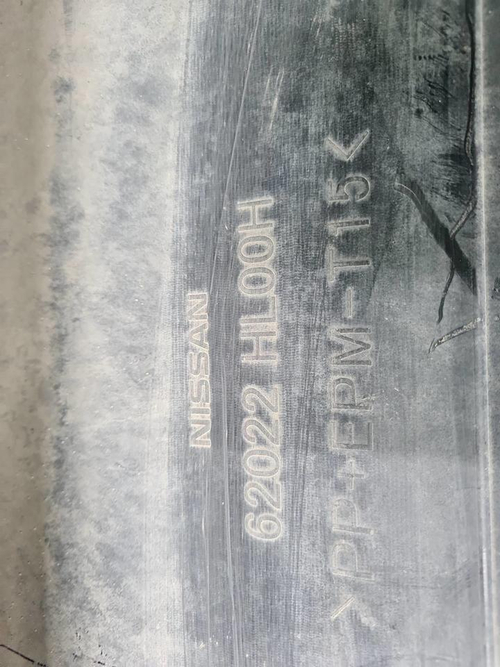 NISSAN
62022 HL00H
>PP+EPM-T15<